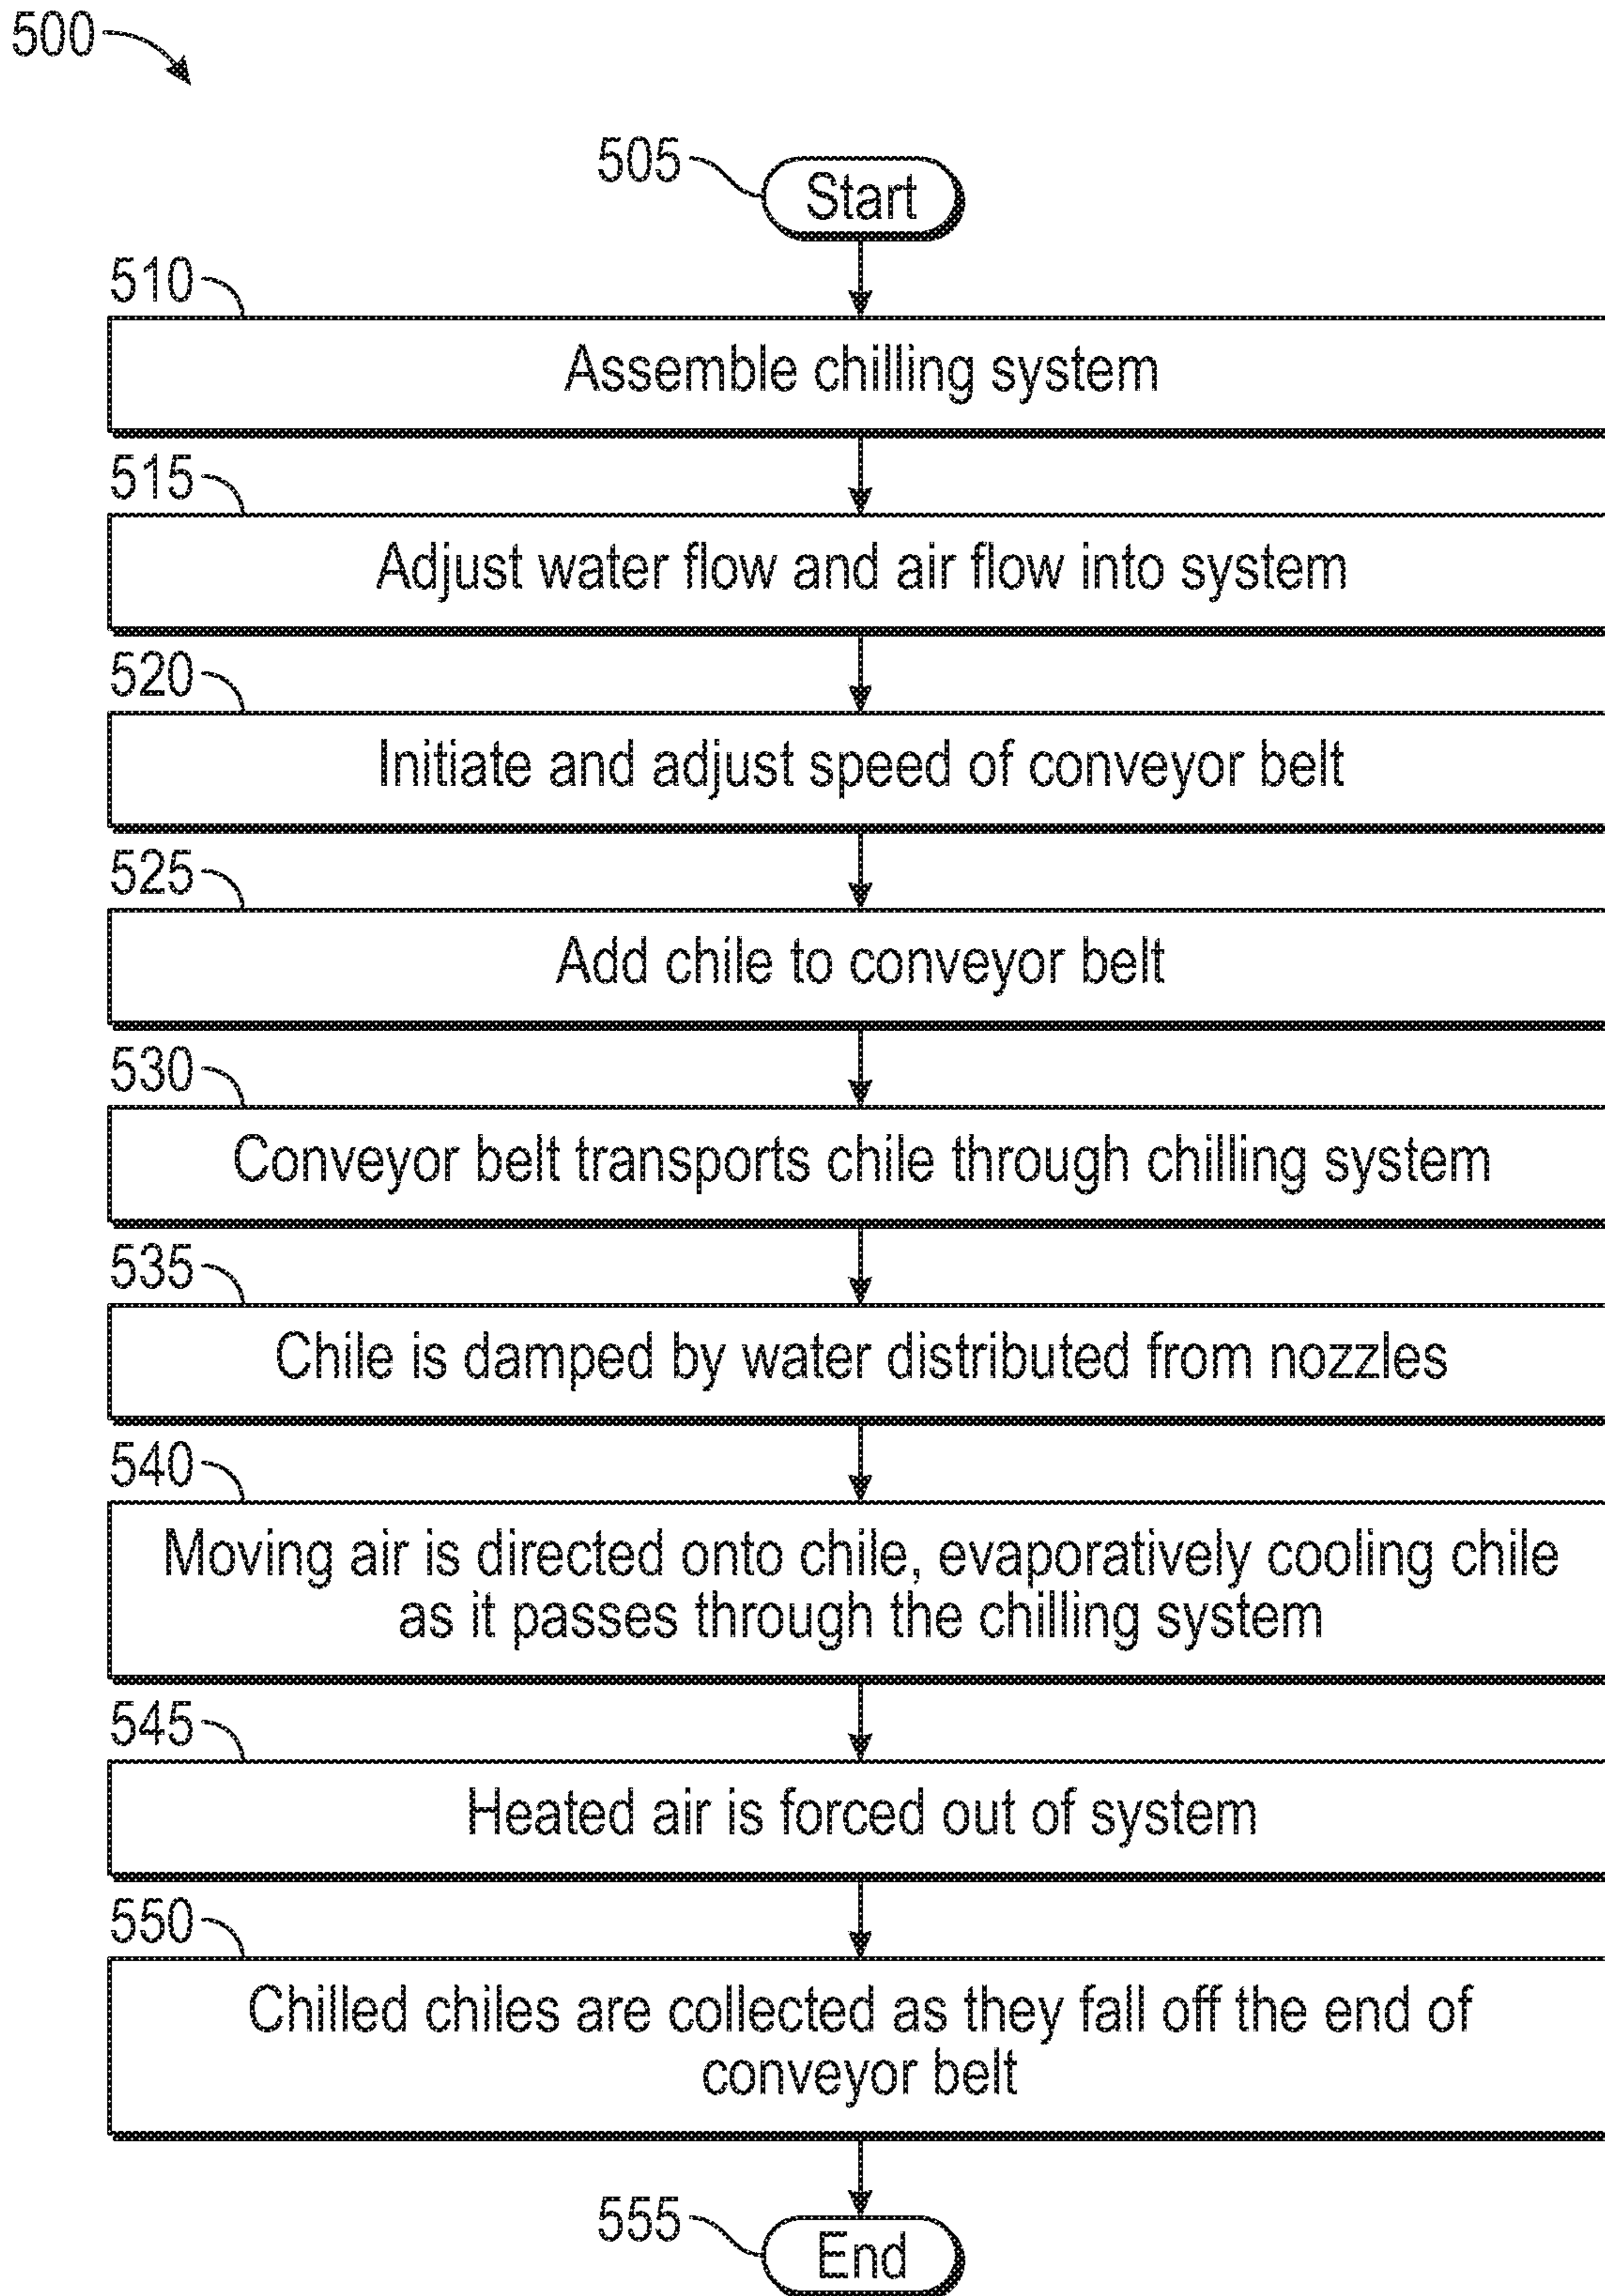 500
505
Start
510
Assemble chilling system
515
Adjust water flow and air flow into system
520
Initiate and adjust speed of conveyor belt
525
Add chile to conveyor belt
530
Conveyor belt transports chile through chilling system
535
Chile is damped by water distributed from nozzles
540
Moving air is directed onto chile, evaporatively cooling chile
as it passes through the chilling system
545
Heated air is forced out of system
550
Chilled chiles are collected as they fall off the end of
conveyor belt
555
End